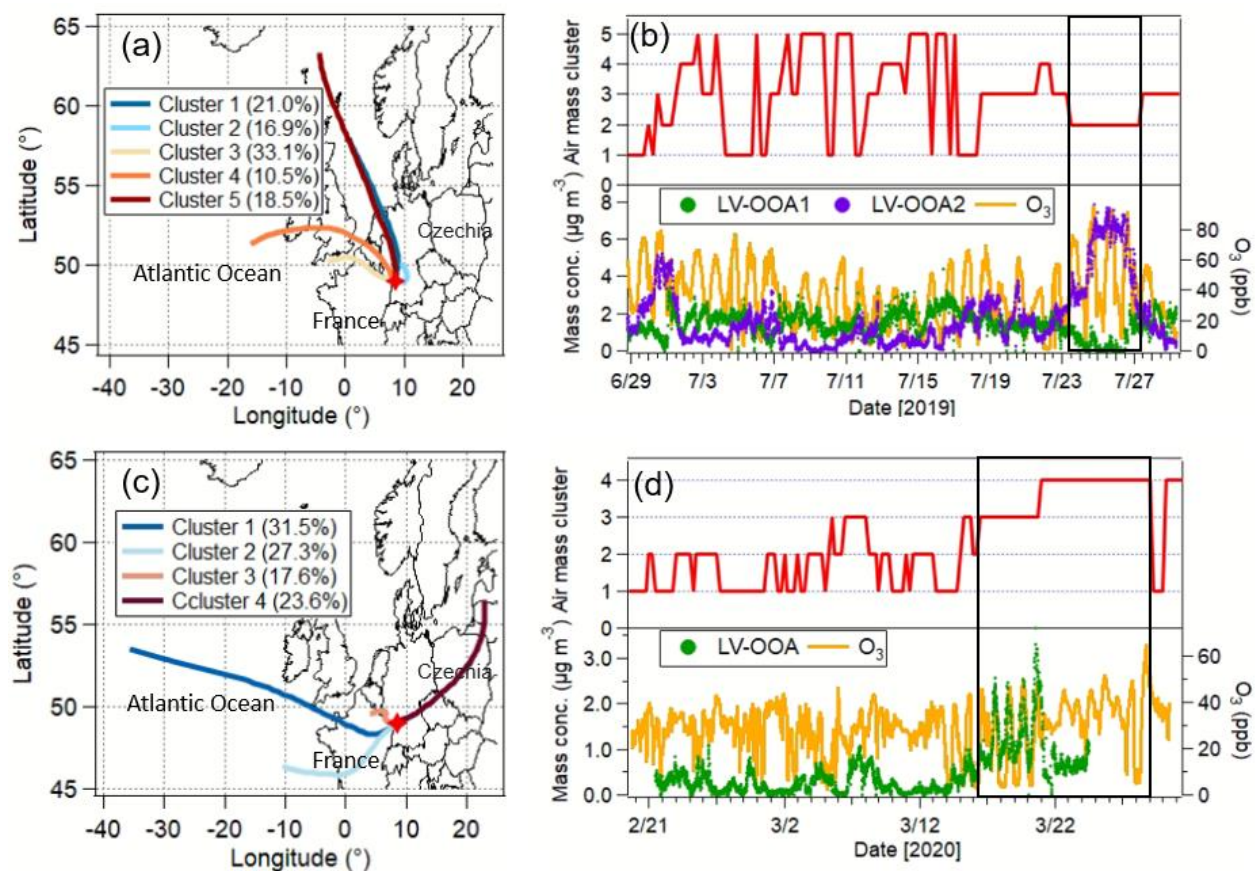 (a)
65
60
55
50
45
Latitude (°)
Cluster 1 (21.0%)
Cluster 2 (16.9%)
Cluster 3 (33.1%)
Cluster 4 (10.5%)
Cluster 5 (18.5%)
Czechia
Atlantic Ocean
France
-40 -30 -20 -10 0 10 20
Longitude (°)
(b)
Air mass cluster
5
4
3
2
1
0
LV-OOA1 LV-OOA2 O3
Mass conc. (µg m-3)
8
6
4
2
0
80
60
40
20
0
O3 (ppb)
6/29 7/3 7/7 7/11 7/15 7/19 7/23 7/27
Date [2019]
(c)
65
60
55
50
45
Latitude (°)
Cluster 1 (31.5%)
Cluster 2 (27.3%)
Cluster 3 (17.6%)
Ccluster 4 (23.6%)
Czechia
Atlantic Ocean
France
-40 -30 -20 -10 0 10 20
Longitude (°)
(d)
Air mass cluster
4
3
2
1
0
LV-OOA O3
Mass conc. (µg m-3)
3.0
2.0
1.0
0.0
60
40
20
0
O3 (ppb)
2/21 3/2 3/12 3/22
Date [2020]